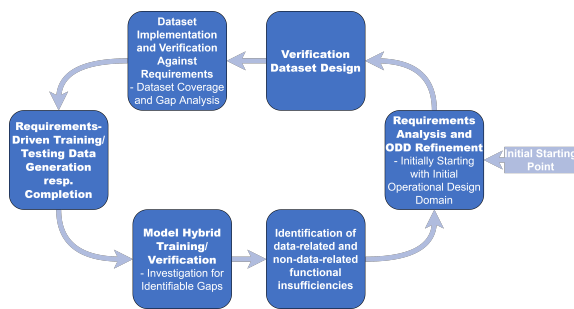 Dataset
Implementation
and Verification
Against
Requirements
- Dataset Coverage
and Gap Analysis
Verification
Dataset Design
Requirements-
Driven Training/
Testing Data
Generation
resp.
Completion
Requirements
Analysis and
ODD Refinement
- Initially Starting
with Initial
Operational Design
Domain
Initial Starting
Point
Model Hybrid
Training/
Verification
- Investigation for
Identifiable Gaps
Identification of
data-related and
non-data-related
functional
insufficiencies